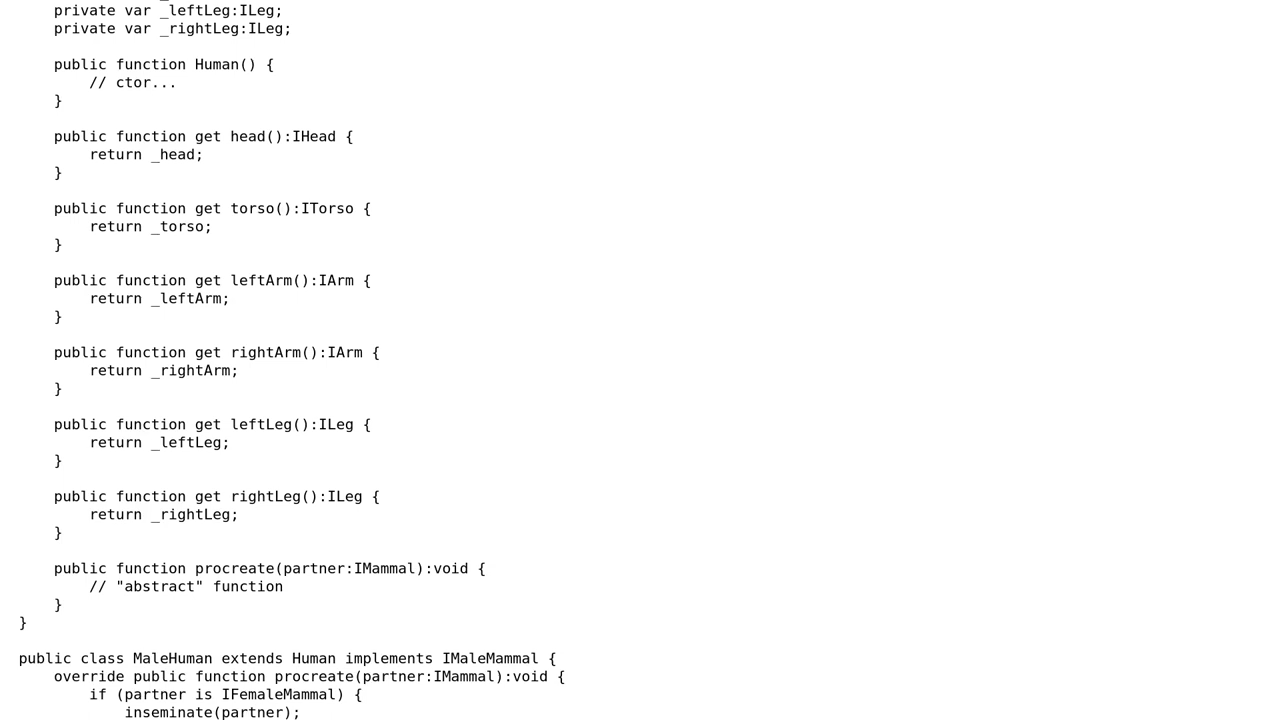 private var _leftLeg:ILeg;
private var _rightLeg:ILeg;
public function Human() {
// ctor...
}
public function get head():IHead {
return _head;
}
public function get torso():ITorso {
return _torso;
}
public function get leftArm():IArm {
return _leftArm;
}
public function get rightArm():IArm {
return _rightArm;
}
public function get leftLeg():ILeg {
return _leftLeg;
}
public function get rightLeg():ILeg {
return _rightLeg;
}
public function procreate(partner:IMammal):void {
// "abstract" function
}
}
public class MaleHuman extends Human implements IMaleMammal {
override public function procreate(partner:IMammal):void {
if (partner is IFemaleMammal) {
inseminate(partner);